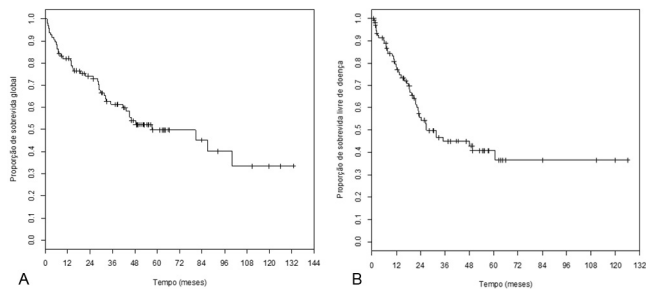 Proporção de sobrevida global
1.0
0.9
0.8
0.7
0.6
0.5
0.4
0.3
0.2
0.1
0.0
0 12 24 36 48 60 72 84 96 108 120 132 144
Tempo (meses)
A
Proporção de sobrevida livre de doença
1.0
0.9
0.8
0.7
0.6
0.5
0.4
0.3
0.2
0.1
0.0
0 12 24 36 48 60 72 84 96 108 120 132
Tempo (meses)
B